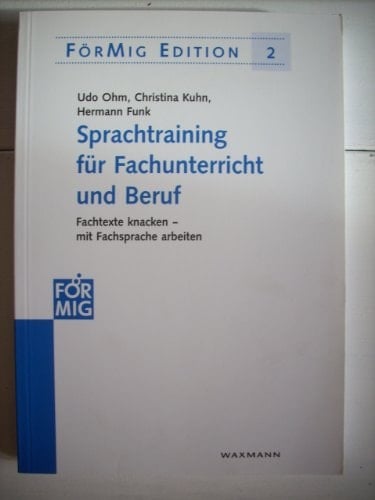 FÖRMIG EDITION 2
Udo Ohm, Christina Kuhn,
Hermann Funk
Sprachtraining
für Fachunterricht
und Beruf
Fachtexte knacken –
mit Fachsprache arbeiten
FÖR
MIG
WAXMANN